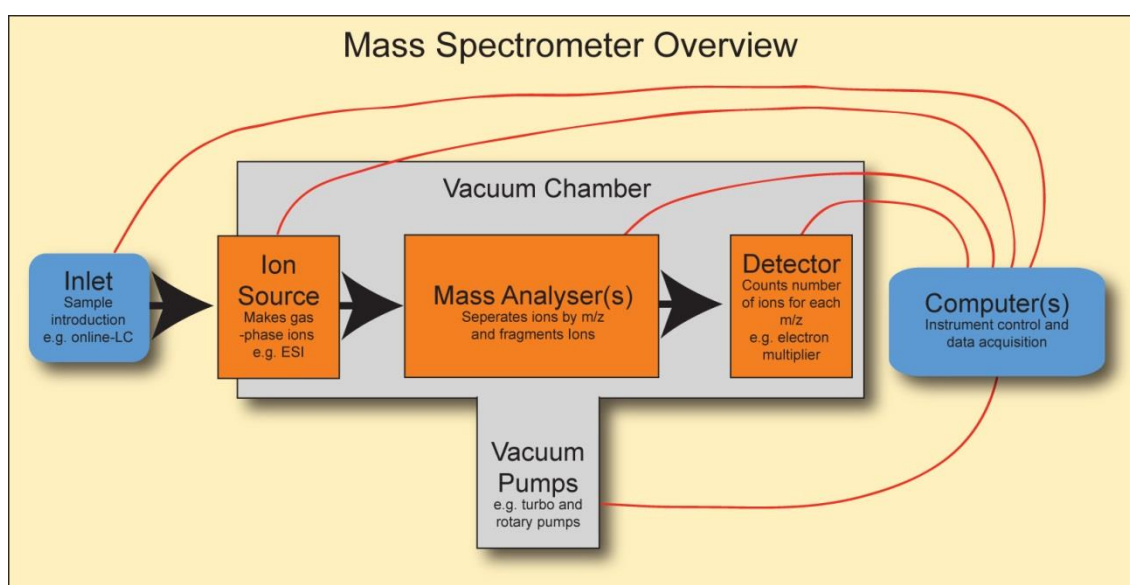 Mass Spectrometer Overview
Vacuum Chamber
Inlet
Sample
introduction
e.g. online-LC
Ion
Source
Makes gas
-phase ions
e.g. ESI
Mass Analyser(s)
Seperates ions by m/z
and fragments Ions
Detector
Counts number
of ions for each
m/z
e.g. electron
multiplier
Computer(s)
Instrument control and
data acquisition
Vacuum
Pumps
e.g. turbo and
rotary pumps